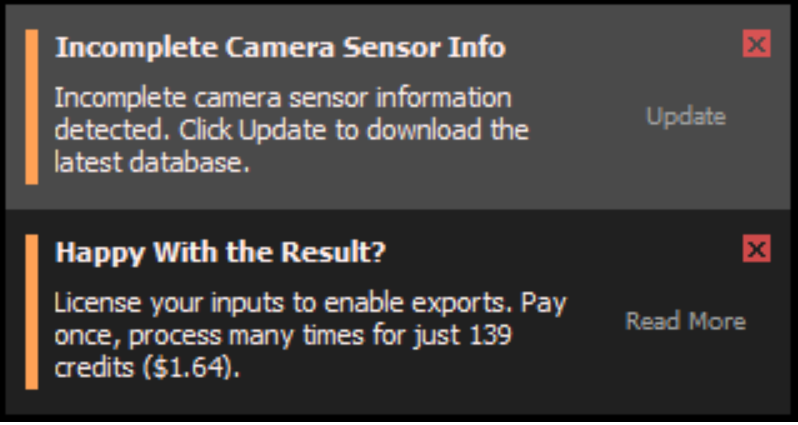 Incomplete Camera Sensor Info
Incomplete camera sensor information
detected. Click Update to download the
latest database.
Update
Happy With the Result?
License your inputs to enable exports. Pay
once, process many times for just 139
credits ($1.64).
Read More